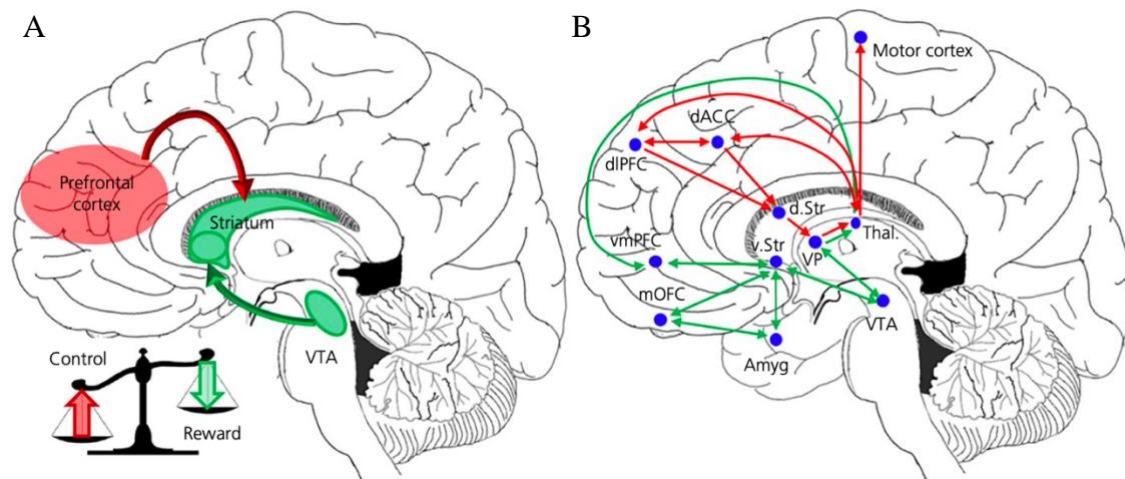 A
Prefrontal
cortex
Striatum
VTA
Control
Reward
B
Motor cortex
dACC
dlPFC
d.Str
Thal.
vmPFC
v.Str
VP
mOFC
VTA
Amyg